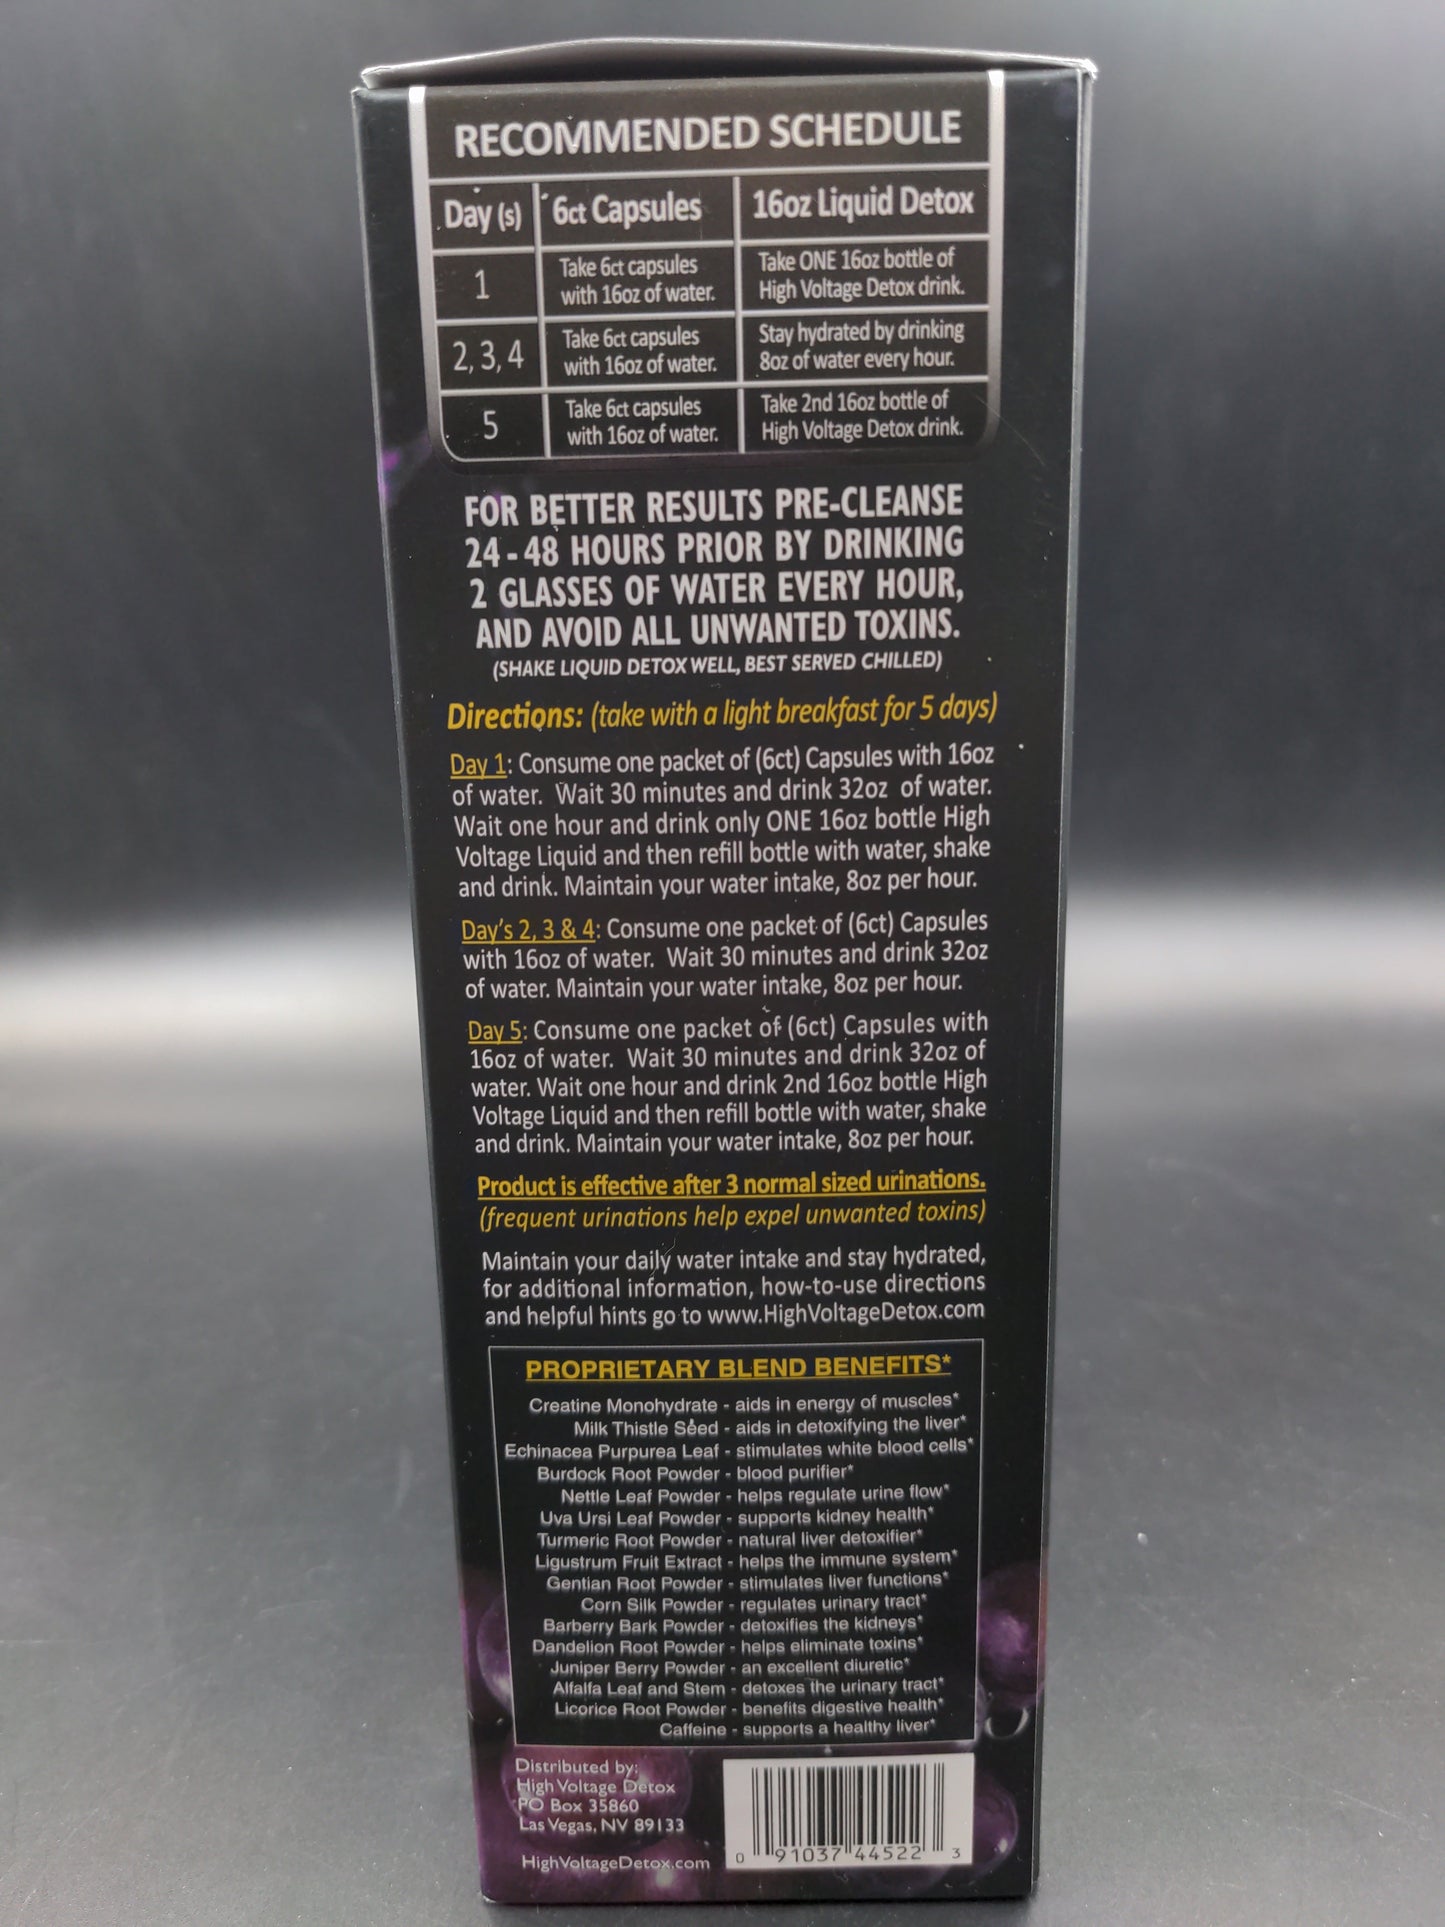 RECOMMENDED SCHEDULE
Day (s) 6ct Capsules 16oz Liquid Detox
1 Take 6ct capsules with 16oz of water. Take ONE 16oz bottle of High Voltage Detox drink.
2, 3, 4 Take 6ct capsules with 16oz of water. Stay hydrated by drinking 8oz of water every hour.
5 Take 6ct capsules with 16oz of water. Take 2nd 16oz bottle of High Voltage Detox drink.
FOR BETTER RESULTS PRE-CLEANSE
24 - 48 HOURS PRIOR BY DRINKING
2 GLASSES OF WATER EVERY HOUR,
AND AVOID ALL UNWANTED TOXINS.
(SHAKE LIQUID DETOX WELL, BEST SERVED CHILLED)
Directions: (take with a light breakfast for 5 days)
Day 1: Consume one packet of (6ct) Capsules with 16oz
of water. Wait 30 minutes and drink 32oz of water.
Wait one hour and drink only ONE 16oz bottle High
Voltage Liquid and then refill bottle with water, shake
and drink. Maintain your water intake, 8oz per hour.
Day's 2, 3 & 4: Consume one packet of (6ct) Capsules
with 16oz of water. Wait 30 minutes and drink 32oz
of water. Maintain your water intake, 8oz per hour.
Day 5: Consume one packet of (6ct) Capsules with
16oz of water. Wait 30 minutes and drink 32oz of
water. Wait one hour and drink 2nd 16oz bottle High
Voltage Liquid and then refill bottle with water, shake
and drink. Maintain your water intake, 8oz per hour.
Product is effective after 3 normal sized urinations.
(frequent urinations help expel unwanted toxins)
Maintain your daily water intake and stay hydrated,
for additional information, how-to-use directions
and helpful hints go to www.HighVoltageDetox.com
PROPRIETARY BLEND BENEFITS*
Creatine Monohydrate - aids in energy of muscles*
Milk Thistle Seed - aids in detoxifying the liver*
Echinacea Purpurea Leaf - stimulates white blood cells*
Burdock Root Powder - blood purifier*
Nettle Leaf Powder - helps regulate urine flow*
Uva Ursi Leaf Powder - supports kidney health*
Turmeric Root Powder - natural liver detoxifier*
Ligustrum Fruit Extract - helps the immune system*
Gentian Root Powder - stimulates liver functions*
Corn Silk Powder - regulates urinary tract*
Barberry Bark Powder - detoxifies the kidneys*
Dandelion Root Powder - helps eliminate toxins*
Juniper Berry Powder - an excellent diuretic*
Alfalfa Leaf and Stem - detoxes the urinary tract*
Licorice Root Powder - benefits digestive health*
Caffeine - supports a healthy liver*
Distributed by:
High Voltage Detox
PO Box 35860
Las Vegas, NV 89133
HighVoltageDetox.com
0 91037 44522 3